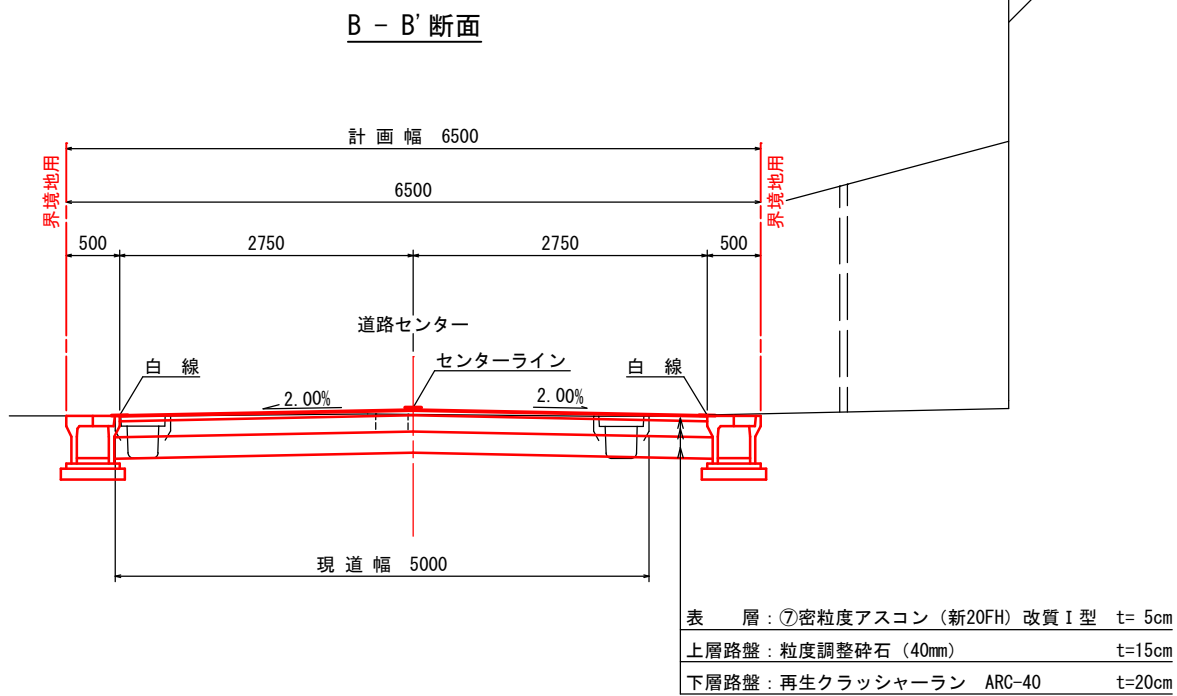 B - B' 断面
計 画 幅 6500
界境地用
界境地用
6500
500
2750
2750
500
道路センター
白 線
センターライン
白 線
2.00%
2.00%
現 道 幅 5000
表 層：⑦密粒度アスコン（新20FH）改質Ⅰ型 t= 5cm
上層路盤：粒度調整砕石（40mm） t=15cm
下層路盤：再生クラッシャーラン ARC-40 t=20cm